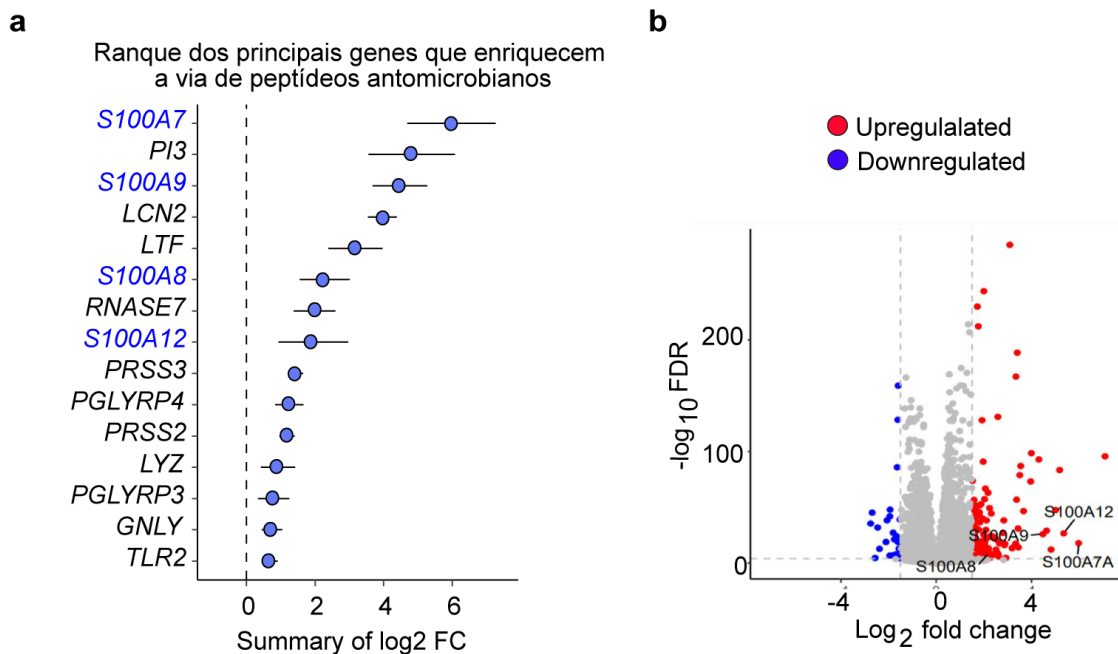 a
Ranque dos principais genes que enriquecem
a via de peptídeos antomicrobianos
S100A7
PI3
S100A9
LCN2
LTF
S100A8
RNASE7
S100A12
PRSS3
PGLYRP4
PRSS2
LYZ
PGLYRP3
GNLY
TLR2
0 2 4 6
Summary of log2 FC
b
Upregulalated
Downregulated
-log10 FDR
200
100
0
S100A12
S100A9
S100A8
S100A7A
-4 0 4
Log2 fold change